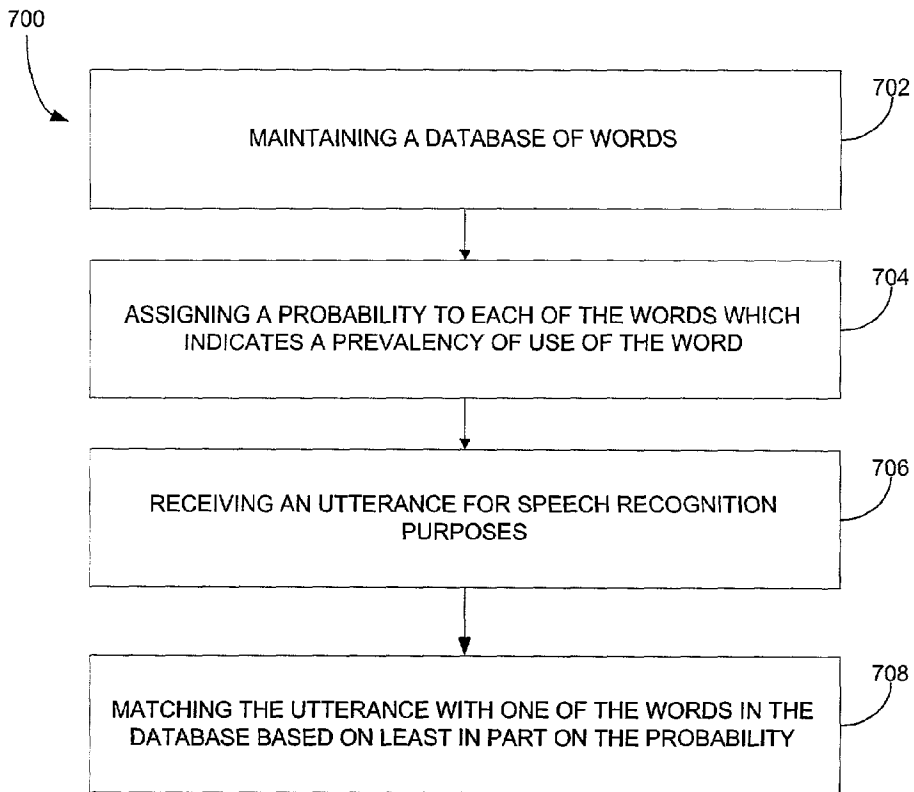 700
702
MAINTAINING A DATABASE OF WORDS
704
ASSIGNING A PROBABILITY TO EACH OF THE WORDS WHICH
INDICATES A PREVALENCY OF USE OF THE WORD
706
RECEIVING AN UTTERANCE FOR SPEECH RECOGNITION
PURPOSES
708
MATCHING THE UTTERANCE WITH ONE OF THE WORDS IN THE
DATABASE BASED ON LEAST IN PART ON THE PROBABILITY